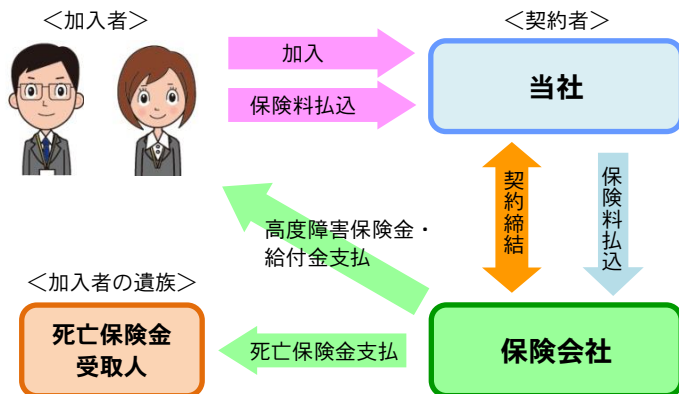 ＜加入者＞
＜契約者＞
加入
保険料払込
当社
契約締結
保険料払込
高度障害保険金・
給付金支払
＜加入者の遺族＞
死亡保険金
受取人
死亡保険金支払
保険会社